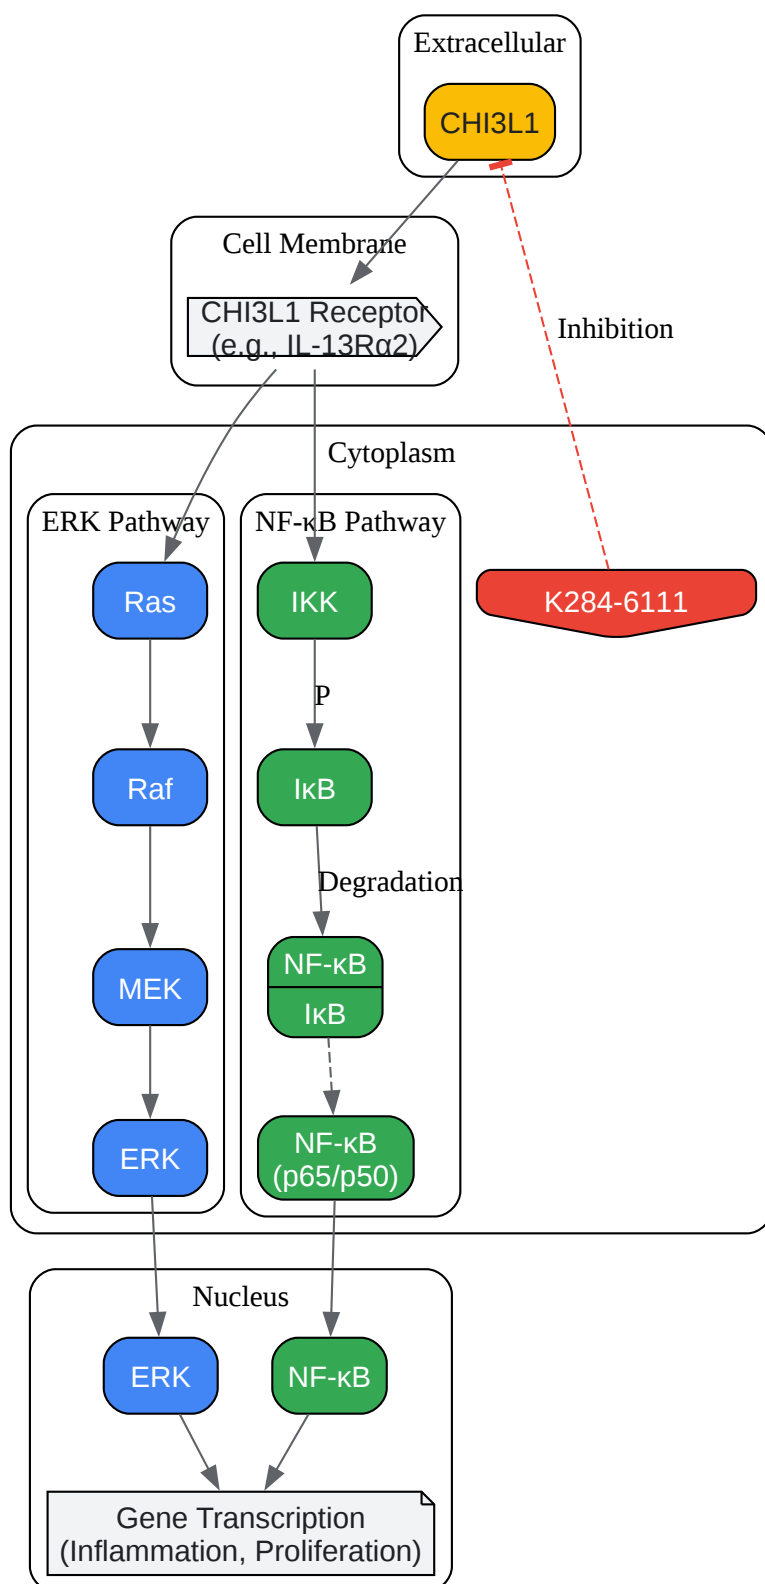 Extracellular
CHI3L1
Cell Membrane
CHI3L1 Receptor
(e.g., IL-13Rα2)
Inhibition
Cytoplasm
ERK Pathway
NF-κB Pathway
Ras
IKK
K284-6111
P
Raf
IκB
Degradation
MEK
NF-κB
IκB
ERK
NF-κB
(p65/p50)
Nucleus
ERK
NF-κB
Gene Transcription
(Inflammation, Proliferation)